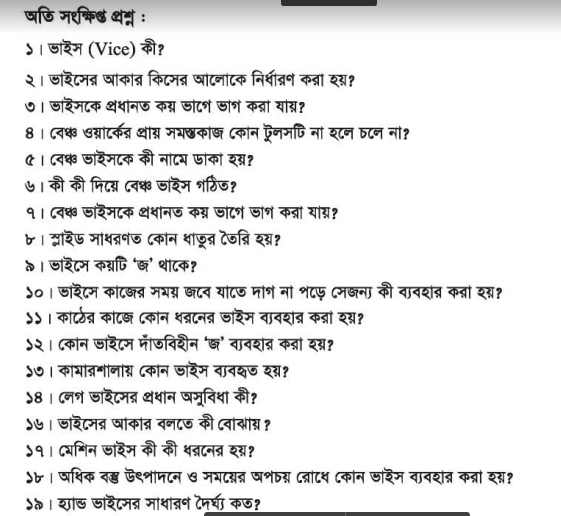 অতি সংক্ষিপ্ত প্রশ্ন :
১। ভাইস (Vice) কী?
২। ভাইসের আকার কিসের আলোকে নির্ধারণ করা হয়?
৩। ভাইসকে প্রধানত কয় ভাগে ভাগ করা যায়?
৪। বেঞ্চ ওয়ার্কের প্রায় সমস্তকাজ কোন টুলসটি না হলে চলে না?
৫। বেঞ্চ ভাইসকে কী নামে ডাকা হয়?
৬। কী কী দিয়ে বেঞ্চ ভাইস গঠিত?
৭। বেঞ্চ ভাইসকে প্রধানত কয় ভাগে ভাগ করা যায়?
৮। স্লাইড সাধরণত কোন ধাতুর তৈরি হয়?
৯। ভাইসে কয়টি ‘জ’ থাকে?
১০। ভাইসে কাজের সময় জবে যাতে দাগ না পড়ে সেজন্য কী ব্যবহার করা হয়?
১১। কাঠের কাজে কোন ধরনের ভাইস ব্যবহার করা হয়?
১২। কোন ভাইসে দাঁতবিহীন ‘জ’ ব্যবহার করা হয়?
১৩। কামারশালায় কোন ভাইস ব্যবহৃত হয়?
১৪। লেগ ভাইসের প্রধান অসুবিধা কী?
১৬। ভাইসের আকার বলতে কী বোঝায়?
১৭। মেশিন ভাইস কী কী ধরনের হয়?
১৮। অধিক বস্তু উৎপাদনে ও সময়ের অপচয় রোধে কোন ভাইস ব্যবহার করা হয়?
১৯। হ্যান্ড ভাইসের সাধারণ দৈর্ঘ্য কত?